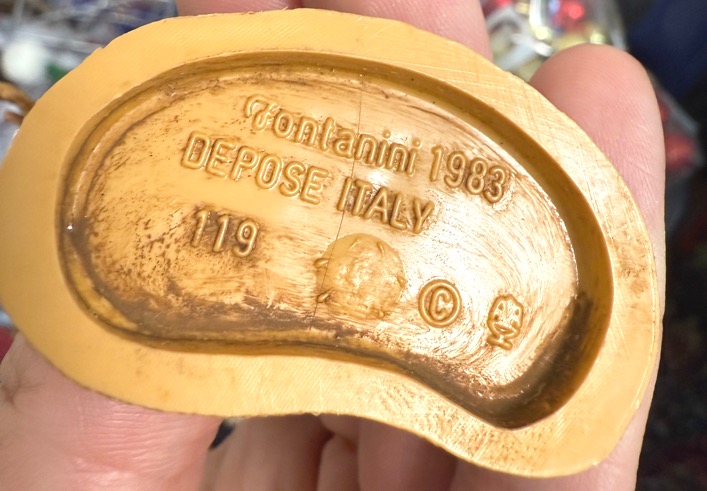 Fontanini 1983
DEPOSE ITALY
119 ©